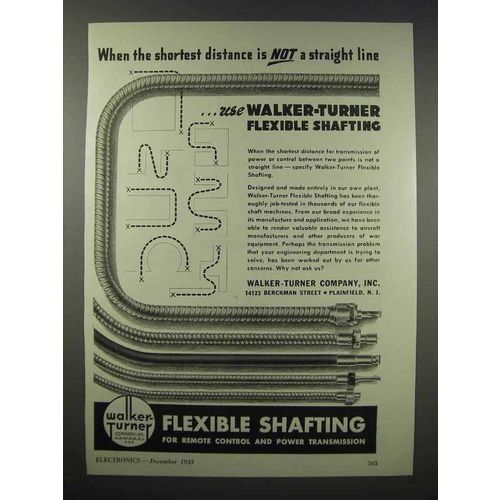 When the shortest distance is NOT a straight line
...use WALKER-TURNER
FLEXIBLE SHAFTING
When the shortest distance for transmission of
power or control between two points is not a
straight line—specify Walker-Turner Flexible
Shafting.
Designed and made entirely in our own plant,
Walker-Turner Flexible Shafting has been thor-
oughly job-tested in thousands of our flexible
shaft machines. From our broad experience in
its manufacture and application, we have been
able to render valuable assistance to aircraft
manufacturers and other producers of war
equipment. Perhaps the transmission problem
that your engineering department is trying to
solve, has been worked out by us for other
concerns. Why not ask us?
WALKER-TURNER COMPANY, INC.
14123 BERCKMAN STREET • PLAINFIELD, N. J.
walker-
turner
COMPANY, INC.
PLAINFIELD, N.J.
U.S.A.
FLEXIBLE SHAFTING
FOR REMOTE CONTROL AND POWER TRANSMISSION
ELECTRONICS — December 1943
265